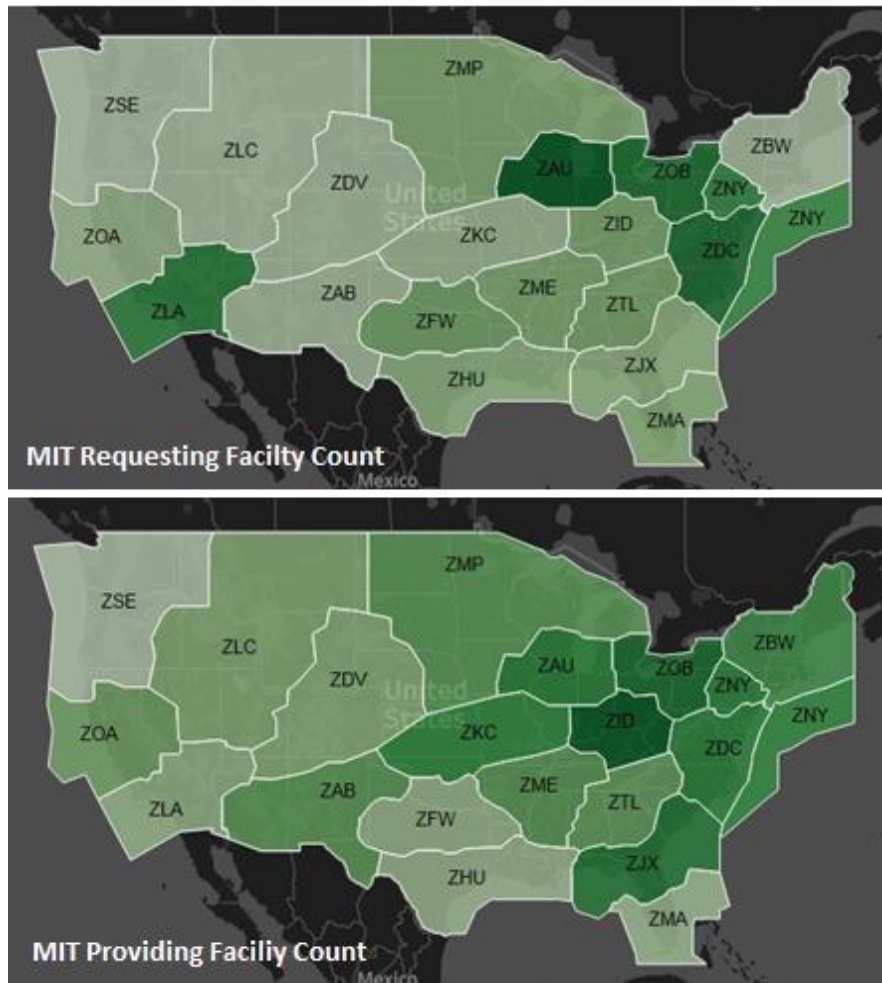 ZMP
ZSE
ZBW
ZLC
ZAU
ZOB
ZDV
ZNY
United
States
ZNY
ZOA
ZKC
ZID
ZDC
ZAB
ZME
ZLA
ZTL
ZFW
ZJX
ZHU
ZMA
MIT Requesting Facilty Count
Mexico
ZMP
ZSE
ZBW
ZLC
ZAU
ZOB
ZDV
ZNY
United
States
ZNY
ZOA
ZKC
ZID
ZDC
ZAB
ZME
ZLA
ZTL
ZFW
ZJX
ZHU
ZMA
MIT Providing Faciliy Count
Mexico